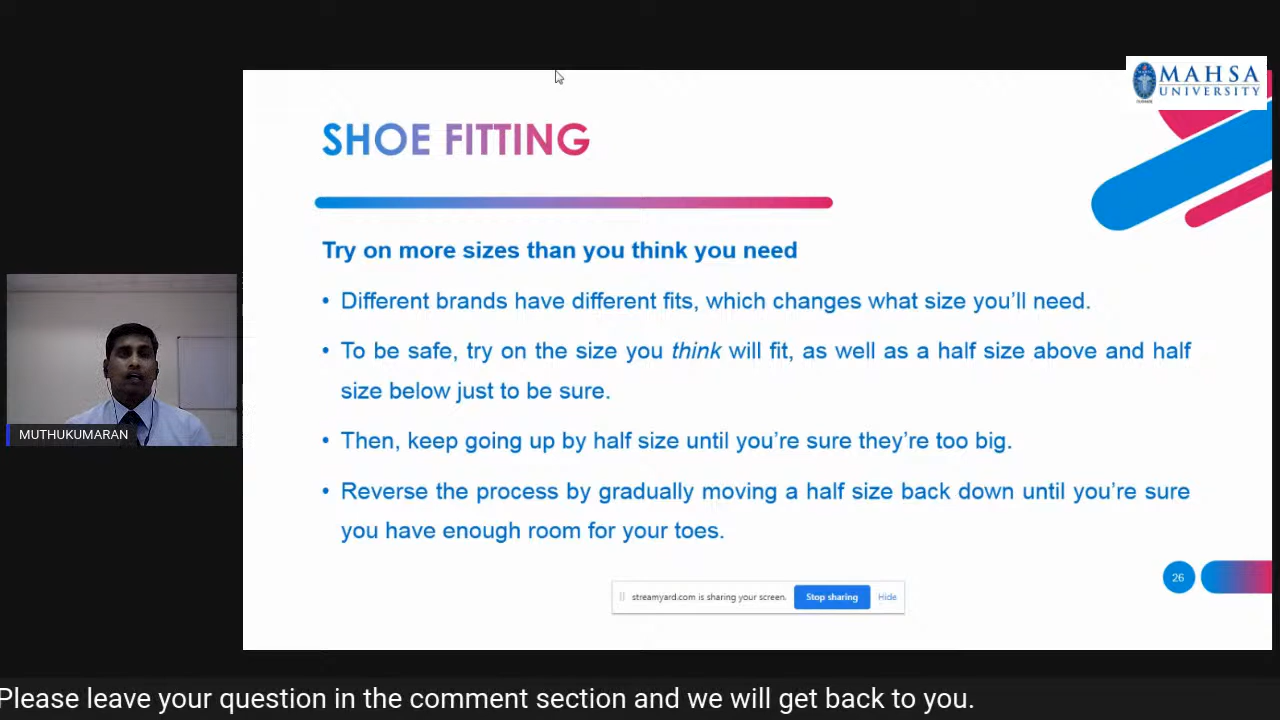 MAHSA
UNIVERSITY
SHOE FITTING
Try on more sizes than you think you need
• Different brands have different fits, which changes what size you'll need.
• To be safe, try on the size you think will fit, as well as a half size above and half
size below just to be sure.
• Then, keep going up by half size until you're sure they're too big.
• Reverse the process by gradually moving a half size back down until you're sure
you have enough room for your toes.
MUTHUKUMARAN
26
streamyard.com is sharing your screen. Stop sharing Hide
Please leave your question in the comment section and we will get back to you.